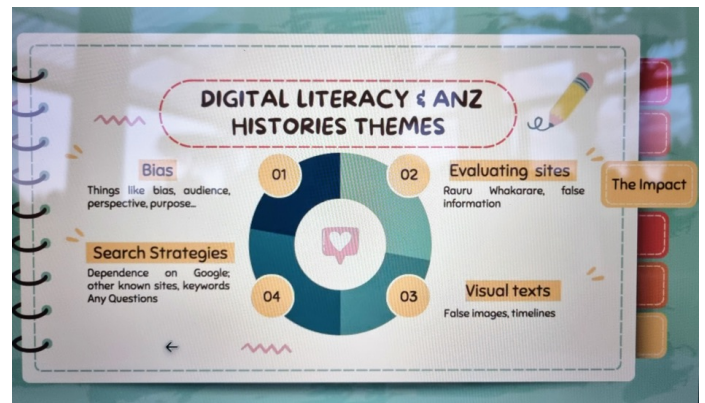 DIGITAL LITERACY & ANZ
HISTORIES THEMES
Bias
Things like bias, audience,
perspective, purpose...
01
02
Evaluating sites
Rauru Whakarare, false
information
The Impact
Search Strategies
Dependence on Google;
other known sites, keywords
Any Questions
04
03
Visual texts
False images, timelines